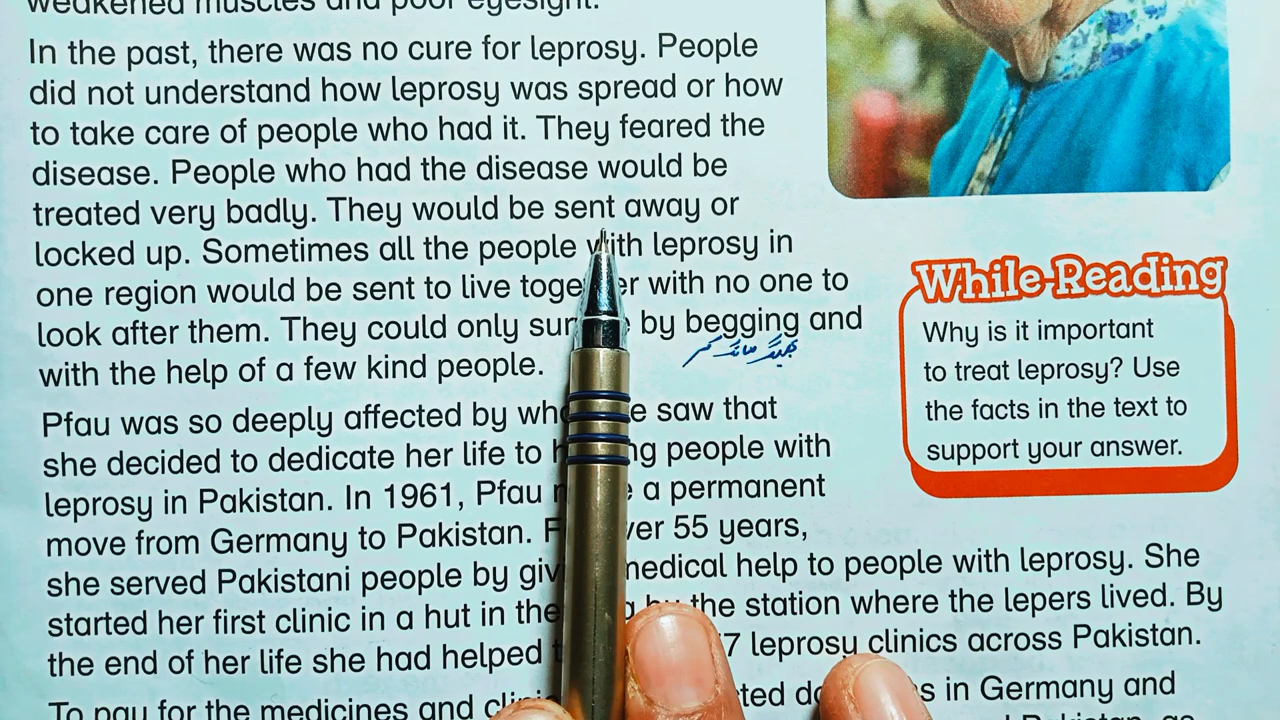 weakened muscles and poor eyesight.
In the past, there was no cure for leprosy. People
did not understand how leprosy was spread or how
to take care of people who had it. They feared the
disease. People who had the disease would be
treated very badly. They would be sent away or
locked up. Sometimes all the people with leprosy in
one region would be sent to live together with no one to
look after them. They could only by begging and
with the help of a few kind people.
Pfau was so deeply affected by saw that
she decided to dedicate her life to people with
leprosy in Pakistan. In 1961, Pfau a permanent
move from Germany to Pakistan. 55 years,
she served Pakistani people by medical help to people with leprosy. She
started her first clinic in a hut in the by the station where the lepers lived. By
the end of her life she had helped leprosy clinics across Pakistan.
To pay for the medicines and in Germany and
While-Reading
Why is it important
to treat leprosy? Use
the facts in the text to
support your answer.